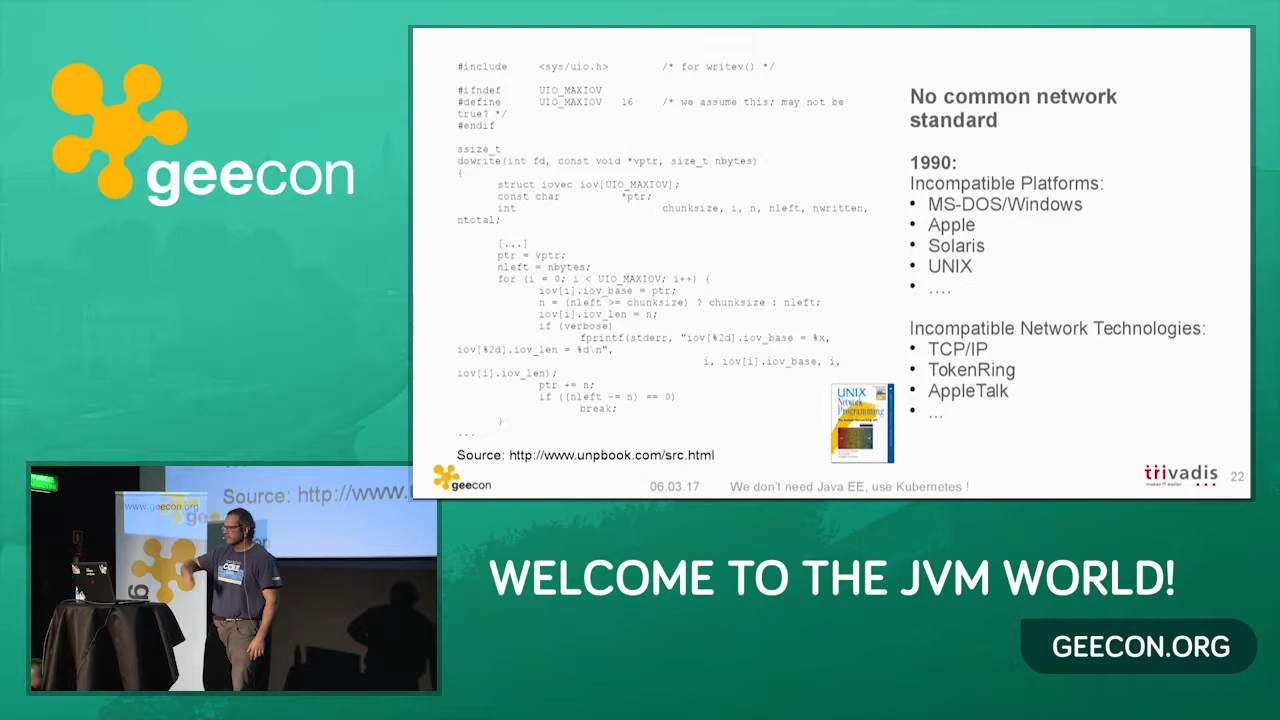 geecon
#include <sys/uio.h> /* for writev() */
#ifndef UIO_MAXIOV
#define UIO_MAXIOV 16 /* we assume this; may not be
true? */
#endif
ssize_t
dowrite(int fd, const void *vptr, size_t nbytes)
{
struct iovec iov[UIO_MAXIOV];
const char *ptr;
int chunksize, i, n, nleft, nwritten,
ntotal;
[...]
ptr = vptr;
nleft = nbytes;
for (i = 0; i < UIO_MAXIOV; i++) {
iov[i].iov_base = ptr;
n = (nleft >= chunksize) ? chunksize : nleft;
iov[i].iov_len = n;
if (verbose)
fprintf(stderr, "iov[%2d].iov_base = %x,
iov[%2d].iov_len = %d\n",
i, iov[i].iov_base, i,
iov[i].iov_len);
ptr += n;
if ((nleft -= n) == 0)
break;
}
...
Source: http://www.unpbook.com/src.html
No common network
standard
1990:
Incompatible Platforms:
• MS-DOS/Windows
• Apple
• Solaris
• UNIX
• ....
Incompatible Network Technologies:
• TCP/IP
• TokenRing
• AppleTalk
• ...
UNIX
Network
Programming
geecon
06.03.17 We don't need Java EE, use Kubernetes !
trivadis
makes IT easier.
22
Source: http://www.
www.geecon.org
WELCOME TO THE JVM WORLD!
GEECON.ORG